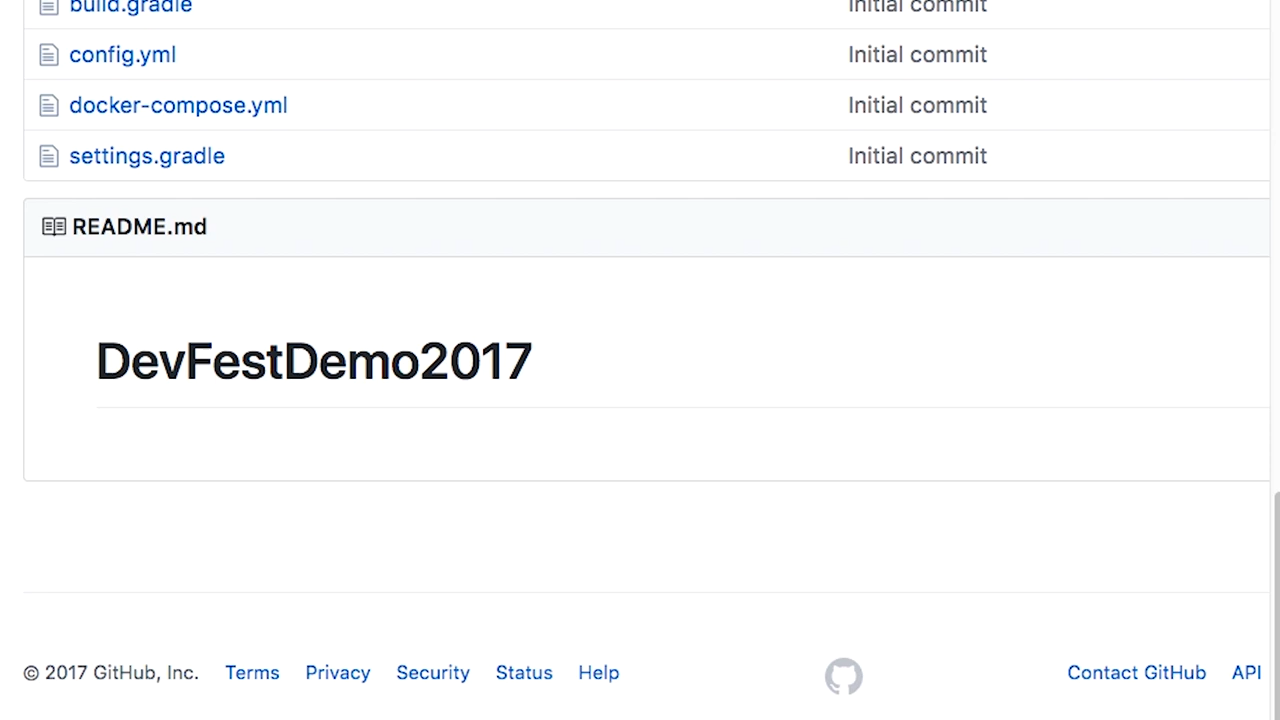 build.gradle Initial commit
config.yml Initial commit
docker-compose.yml Initial commit
settings.gradle Initial commit
README.md
DevFestDemo2017
© 2017 GitHub, Inc. Terms Privacy Security Status Help Contact GitHub API